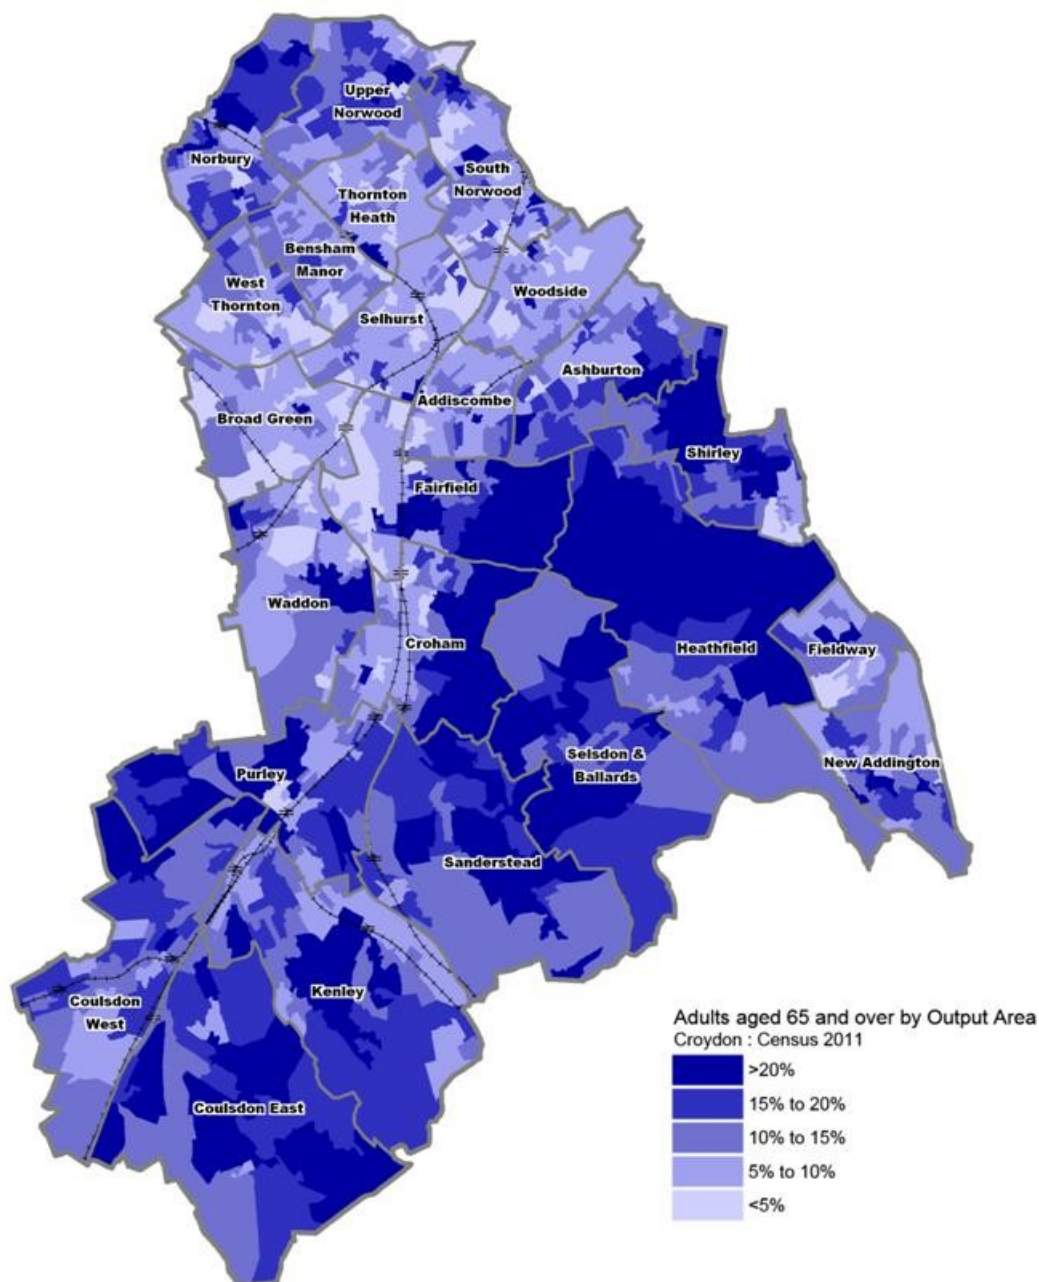 Upper
Norwood
Norbury
South
Norwood
Thornton
Heath
Bensham
Manor
West
Thornton
Woodside
Selhurst
Ashburton
Addiscombe
Broad Green
Shirley
Fairfield
Waddon
Croham
Heathfield
Fieldway
Selsdon &
Ballards
New Addington
Purley
Sanderstead
Kenley
Coulsdon
West
Coulsdon East
Adults aged 65 and over by Output Area
Croydon : Census 2011
>20%
15% to 20%
10% to 15%
5% to 10%
<5%